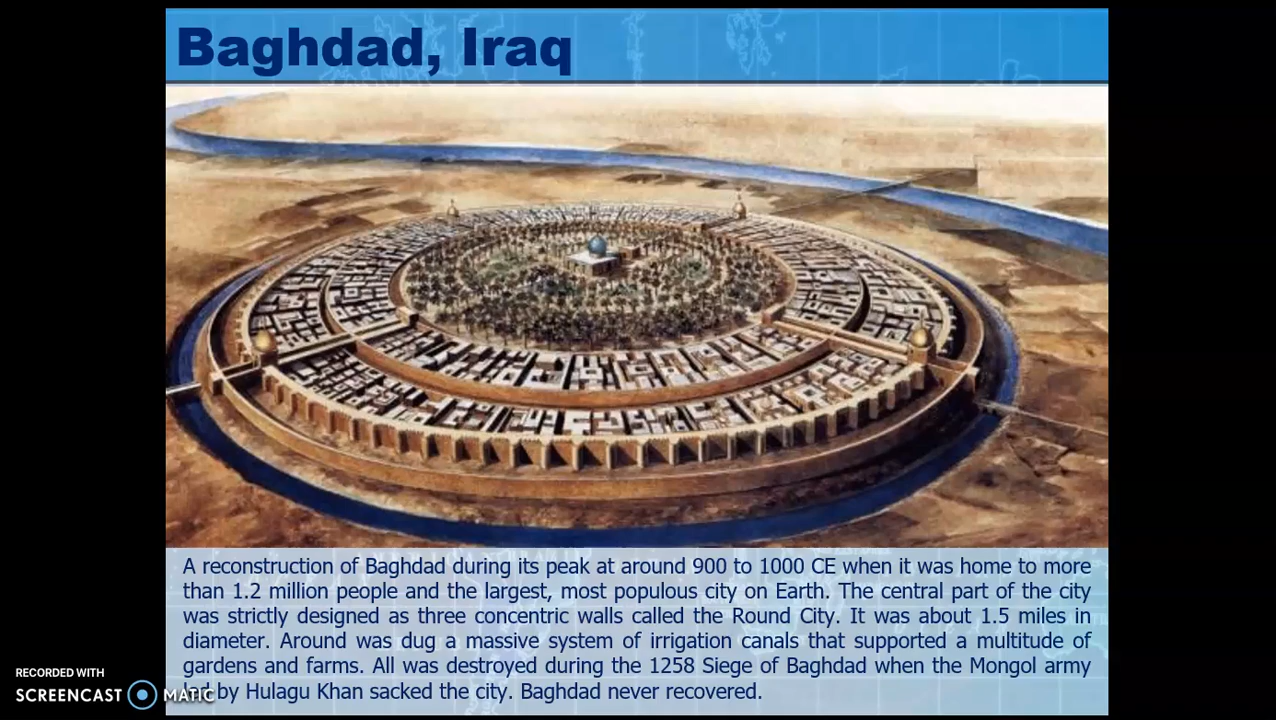 Baghdad, Iraq
A reconstruction of Baghdad during its peak at around 900 to 1000 CE when it was home to more
than 1.2 million people and the largest, most populous city on Earth. The central part of the city
was strictly designed as three concentric walls called the Round City. It was about 1.5 miles in
diameter. Around was dug a massive system of irrigation canals that supported a multitude of
gardens and farms. All was destroyed during the 1258 Siege of Baghdad when the Mongol army
by Hulagu Khan sacked the city. Baghdad never recovered.
RECORDED WITH
SCREENCAST MATIC